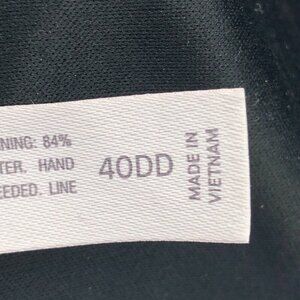 NING: 84%
TER. HAND
EEDED. LINE
40DD
MADE IN
VIETNAM